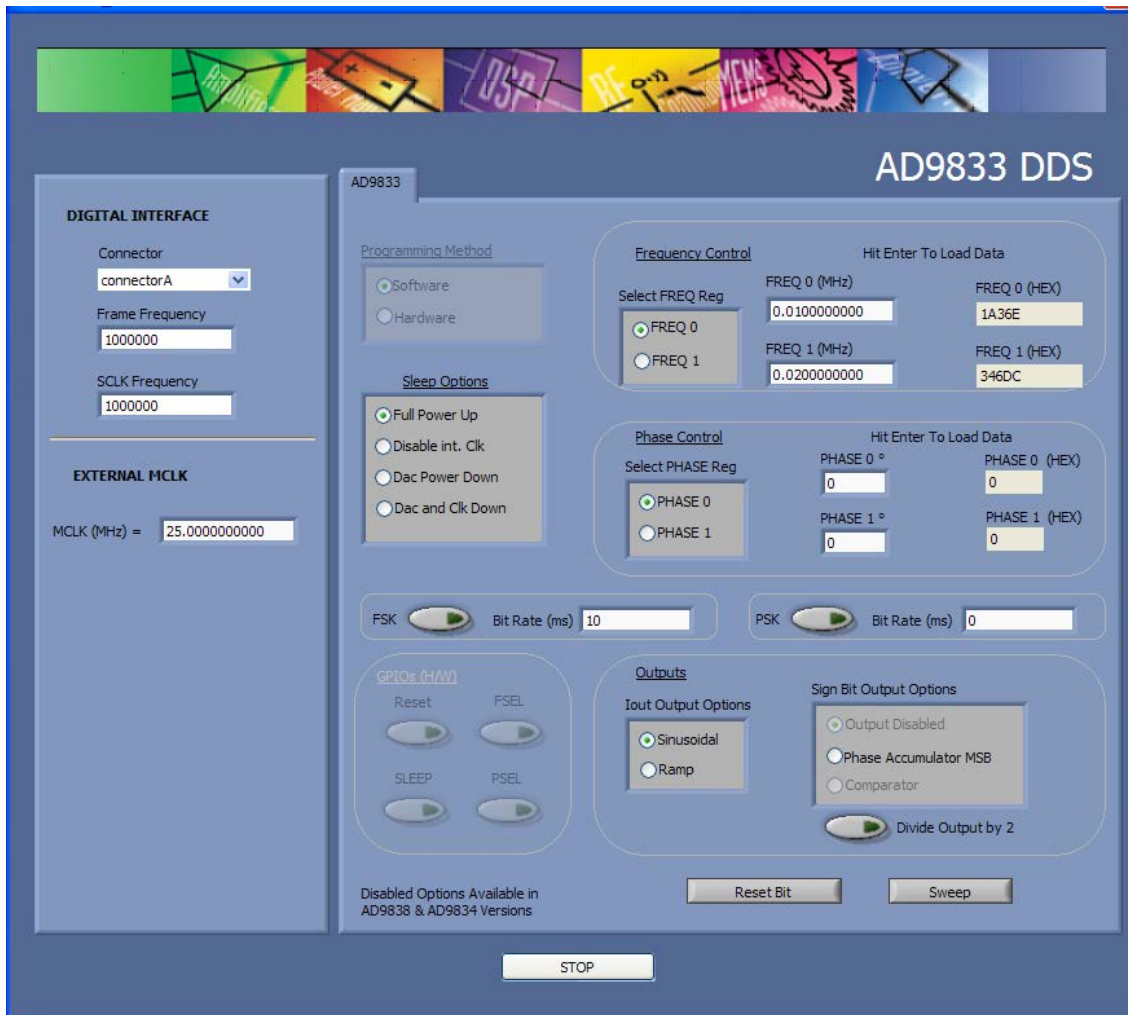 Amplifie
Power
DSP
RF
MEMS
AD9833 DDS
DIGITAL INTERFACE
Connector
connectorA
Frame Frequency
1000000
SCLK Frequency
1000000
EXTERNAL MCLK
MCLK (MHz) = 25.0000000000
AD9833
Programming Method
Software
Hardware
Sleep Options
Full Power Up
Disable int. Clk
Dac Power Down
Dac and Clk Down
Frequency Control
Hit Enter To Load Data
Select FREQ Reg
FREQ 0
FREQ 1
FREQ 0 (MHz)
0.0100000000
FREQ 0 (HEX)
1A36E
FREQ 1 (MHz)
0.0200000000
FREQ 1 (HEX)
346DC
Phase Control
Hit Enter To Load Data
Select PHASE Reg
PHASE 0
PHASE 1
PHASE 0 °
0
PHASE 0 (HEX)
0
PHASE 1 °
0
PHASE 1 (HEX)
0
FSK Bit Rate (ms) 10
PSK Bit Rate (ms) 0
GPIOs (H/W)
Reset FSEL
SLEEP PSEL
Outputs
Iout Output Options
Sinusoidal
Ramp
Sign Bit Output Options
Output Disabled
Phase Accumulator MSB
Comparator
Divide Output by 2
Disabled Options Available in
AD9838 & AD9834 Versions
Reset Bit
Sweep
STOP